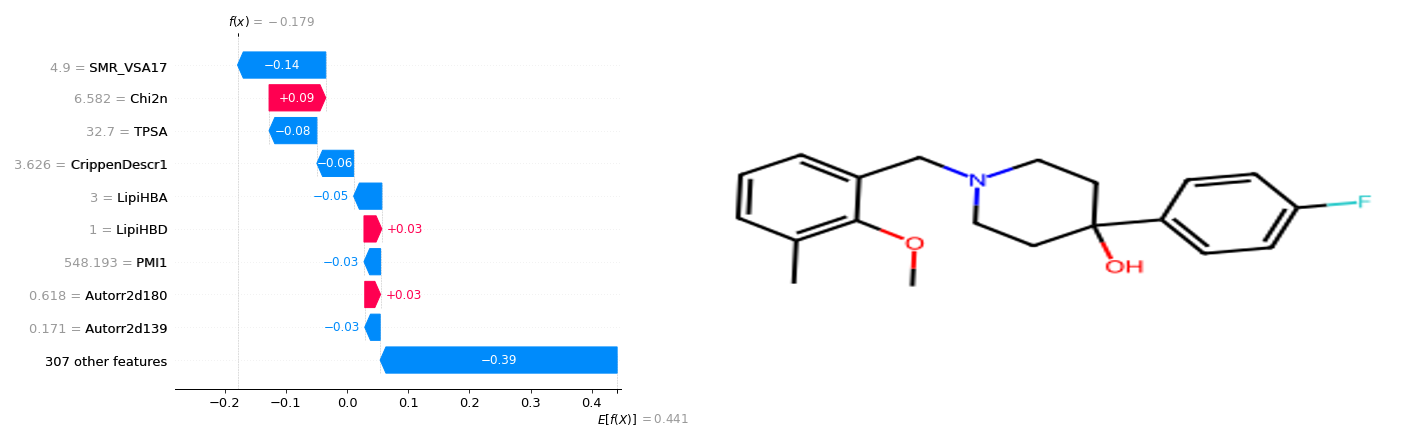 f(x) = −0.179
4.9 = SMR_VSA17
−0.14
6.582 = Chi2n
+0.09
32.7 = TPSA
−0.08
3.626 = CrippenDescr1
−0.06
3 = LipiHBA
−0.05
1 = LipiHBD
+0.03
548.193 = PMI1
−0.03
0.618 = Autorr2d180
+0.03
0.171 = Autorr2d139
−0.03
307 other features
−0.39
−0.2 −0.1 0.0 0.1 0.2 0.3 0.4
E[f(X)] = 0.441
N
O
OH
F